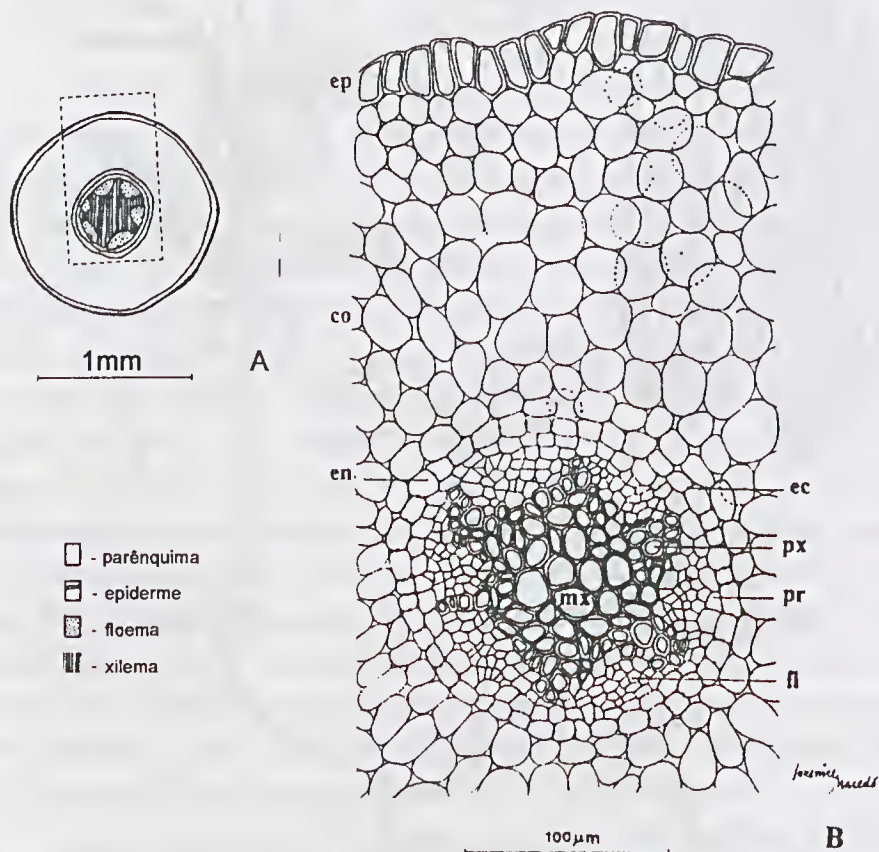 1mm
A
- parênquima
- epiderme
- floema
- xilema
ep
co
en
ec
px
mx
pr
fl
100µm
B